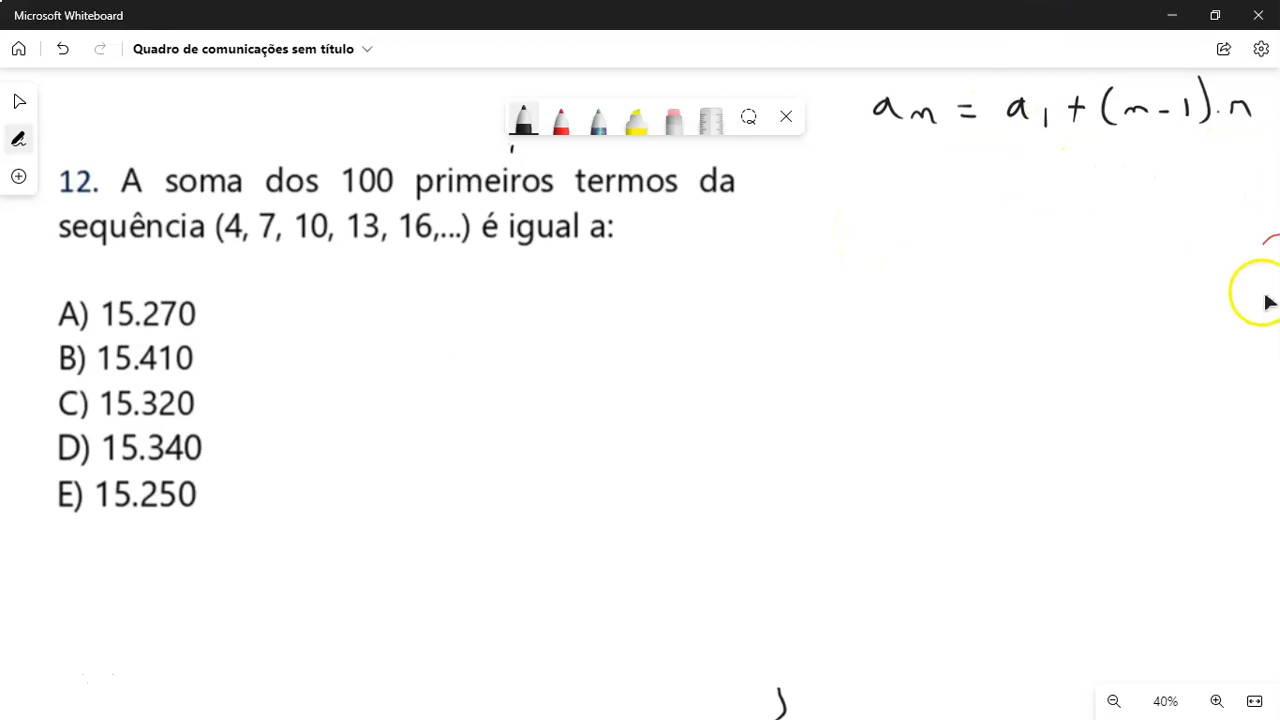 Microsoft Whiteboard
Quadro de comunicações sem título
an = a1 + (n-1).r
12. A soma dos 100 primeiros termos da
sequência (4, 7, 10, 13, 16,...) é igual a:
A) 15.270
B) 15.410
C) 15.320
D) 15.340
E) 15.250
40%